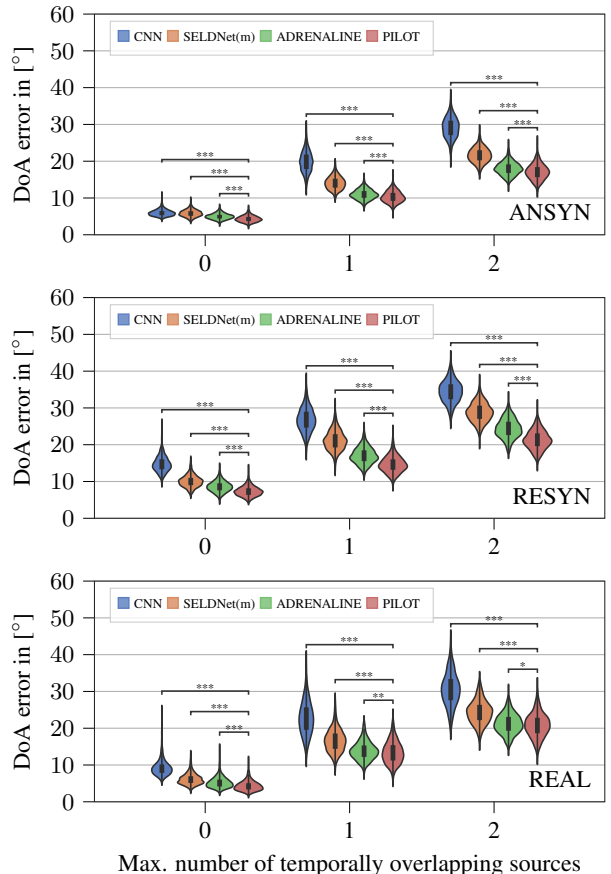 60
50
40
30
20
10
0
DoA error in [°]
CNN SELDNet(m) ADRENALINE PILOT
*** *** ***
*** *** ***
*** *** ***
ANSYN
0 1 2
60
50
40
30
20
10
0
DoA error in [°]
CNN SELDNet(m) ADRENALINE PILOT
*** *** ***
*** *** ***
*** *** ***
RESYN
0 1 2
60
50
40
30
20
10
0
DoA error in [°]
CNN SELDNet(m) ADRENALINE PILOT
*** *** ***
*** *** ***
*** ** *
REAL
0 1 2
Max. number of temporally overlapping sources